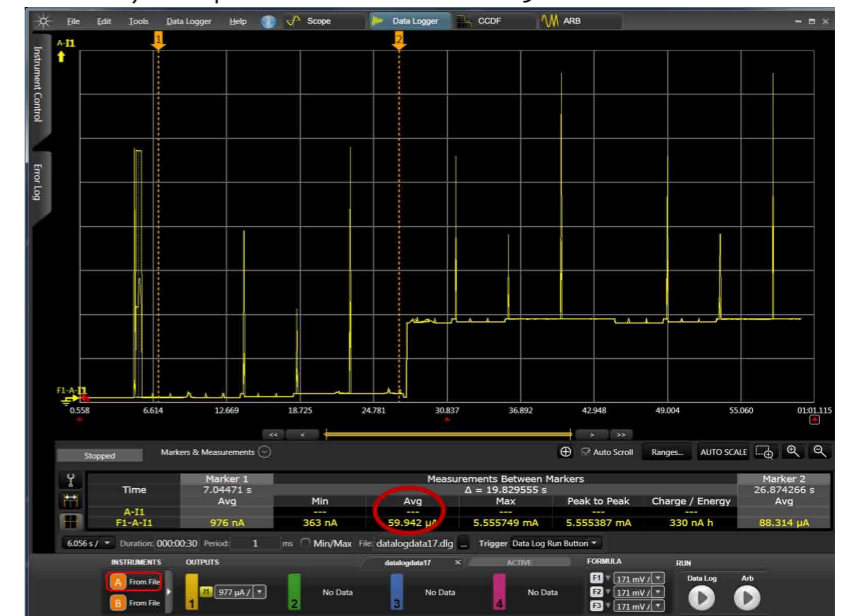 File Edit Tools Data Logger Help Scope Data Logger CCDF ARB
Instrument Control
Error Log
A-I1
1
2
F1-A-I1
0.558 6.614 12.669 18.725 24.781 30.837 36.892 42.948 49.004 55.060 01:01.115
<< < > >>
Stopped Markers & Measurements Auto Scroll Ranges... AUTO SCALE
Marker 1 Measurements Between Markers Marker 2
Time 7.04471 s Δ = 19.829555 s 26.874266 s
Avg Min Avg Max Peak to Peak Charge / Energy Avg
A-I1 --- --- --- --- --- --- ---
F1-A-I1 976 nA 363 nA 59.942 µA 5.555749 mA 5.555387 mA 330 nA h 88.314 µA
6.056 s / Duration: 000:00:30 Period: 1 ms Min/Max File: datalogdata17.dlg ... Trigger Data Log Run Button
INSTRUMENTS OUTPUTS datalogdata17 × ACTIVE FORMULA RUN
A From File 1 I1 977 µA / 2 No Data 3 No Data 4 No Data F1 171 mV / Data Log Arb
F2 171 mV /
B From File F3 171 mV /